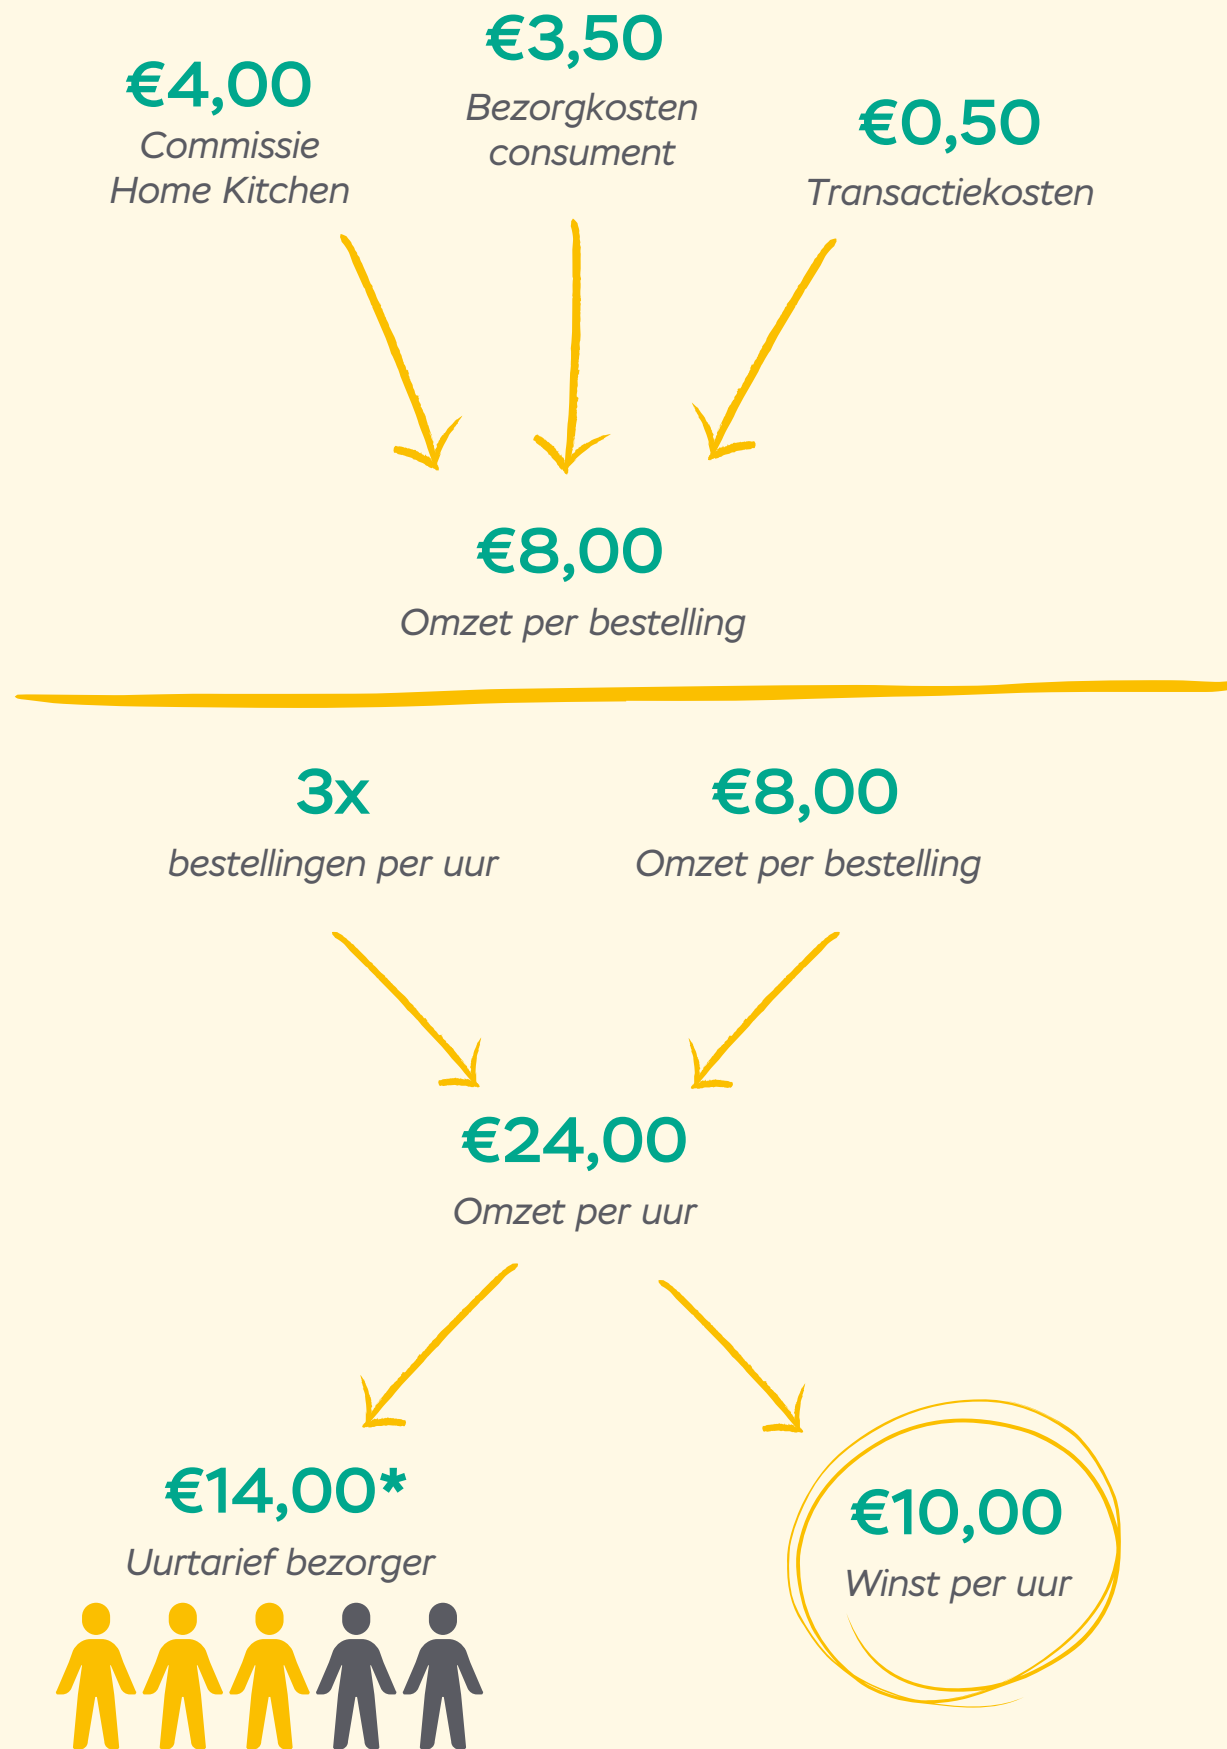 €4,00
Commissie
Home Kitchen
€3,50
Bezorgkosten
consument
€0,50
Transactiekosten
€8,00
Omzet per bestelling
3x
bestellingen per uur
€8,00
Omzet per bestelling
€24,00
Omzet per uur
€14,00*
Uurtarief bezorger
€10,00
Winst per uur